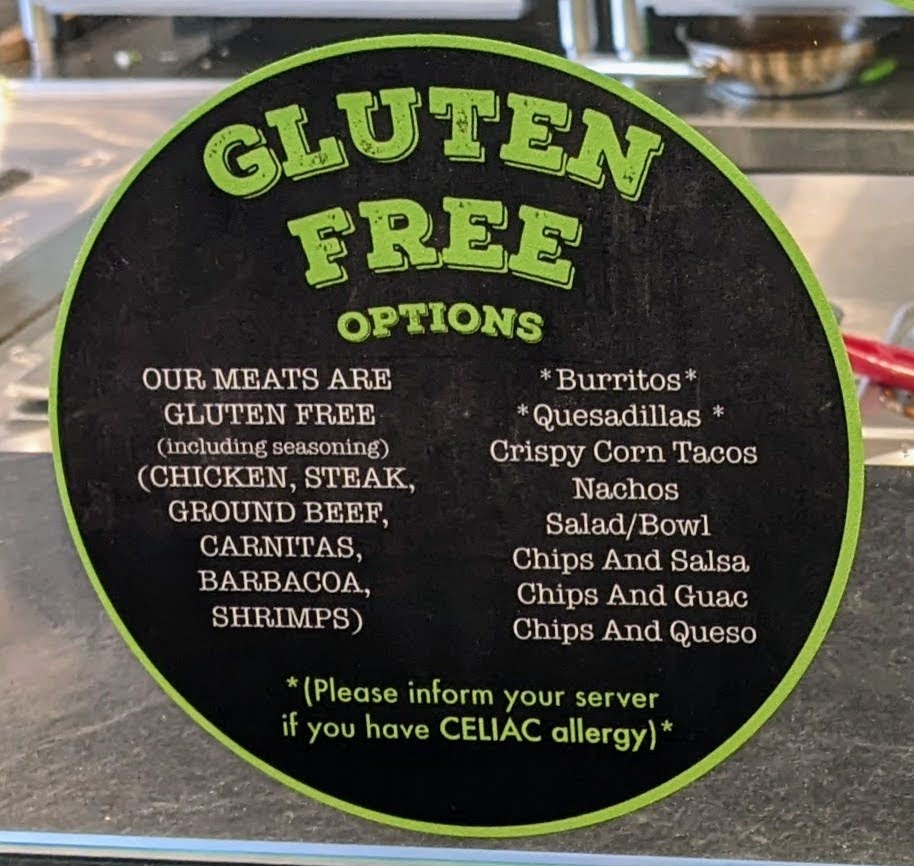 GLUTEN
FREE
OPTIONS
OUR MEATS ARE
GLUTEN FREE
(including seasoning)
(CHICKEN, STEAK,
GROUND BEEF,
CARNITAS,
BARBACOA,
SHRIMPS)
*Burritos*
*Quesadillas *
Crispy Corn Tacos
Nachos
Salad/Bowl
Chips And Salsa
Chips And Guac
Chips And Queso
*(Please inform your server
if you have CELIAC allergy)*